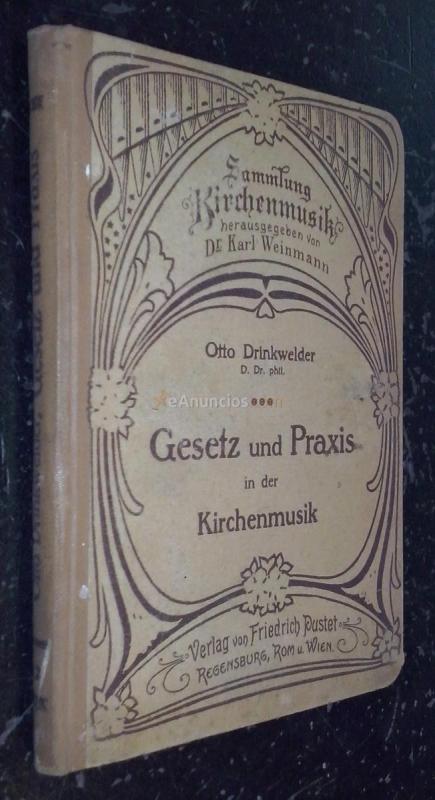 Sammlung
Kirchenmusik
herausgegeben von
Dr Karl Weinmann
Otto Drinkwelder
D. Dr. phil.
eAnuncios
Gesetz und Praxis
in der
Kirchenmusik
Verlag von Friedrich Pustet
REGENSBURG, ROM u. WIEN.